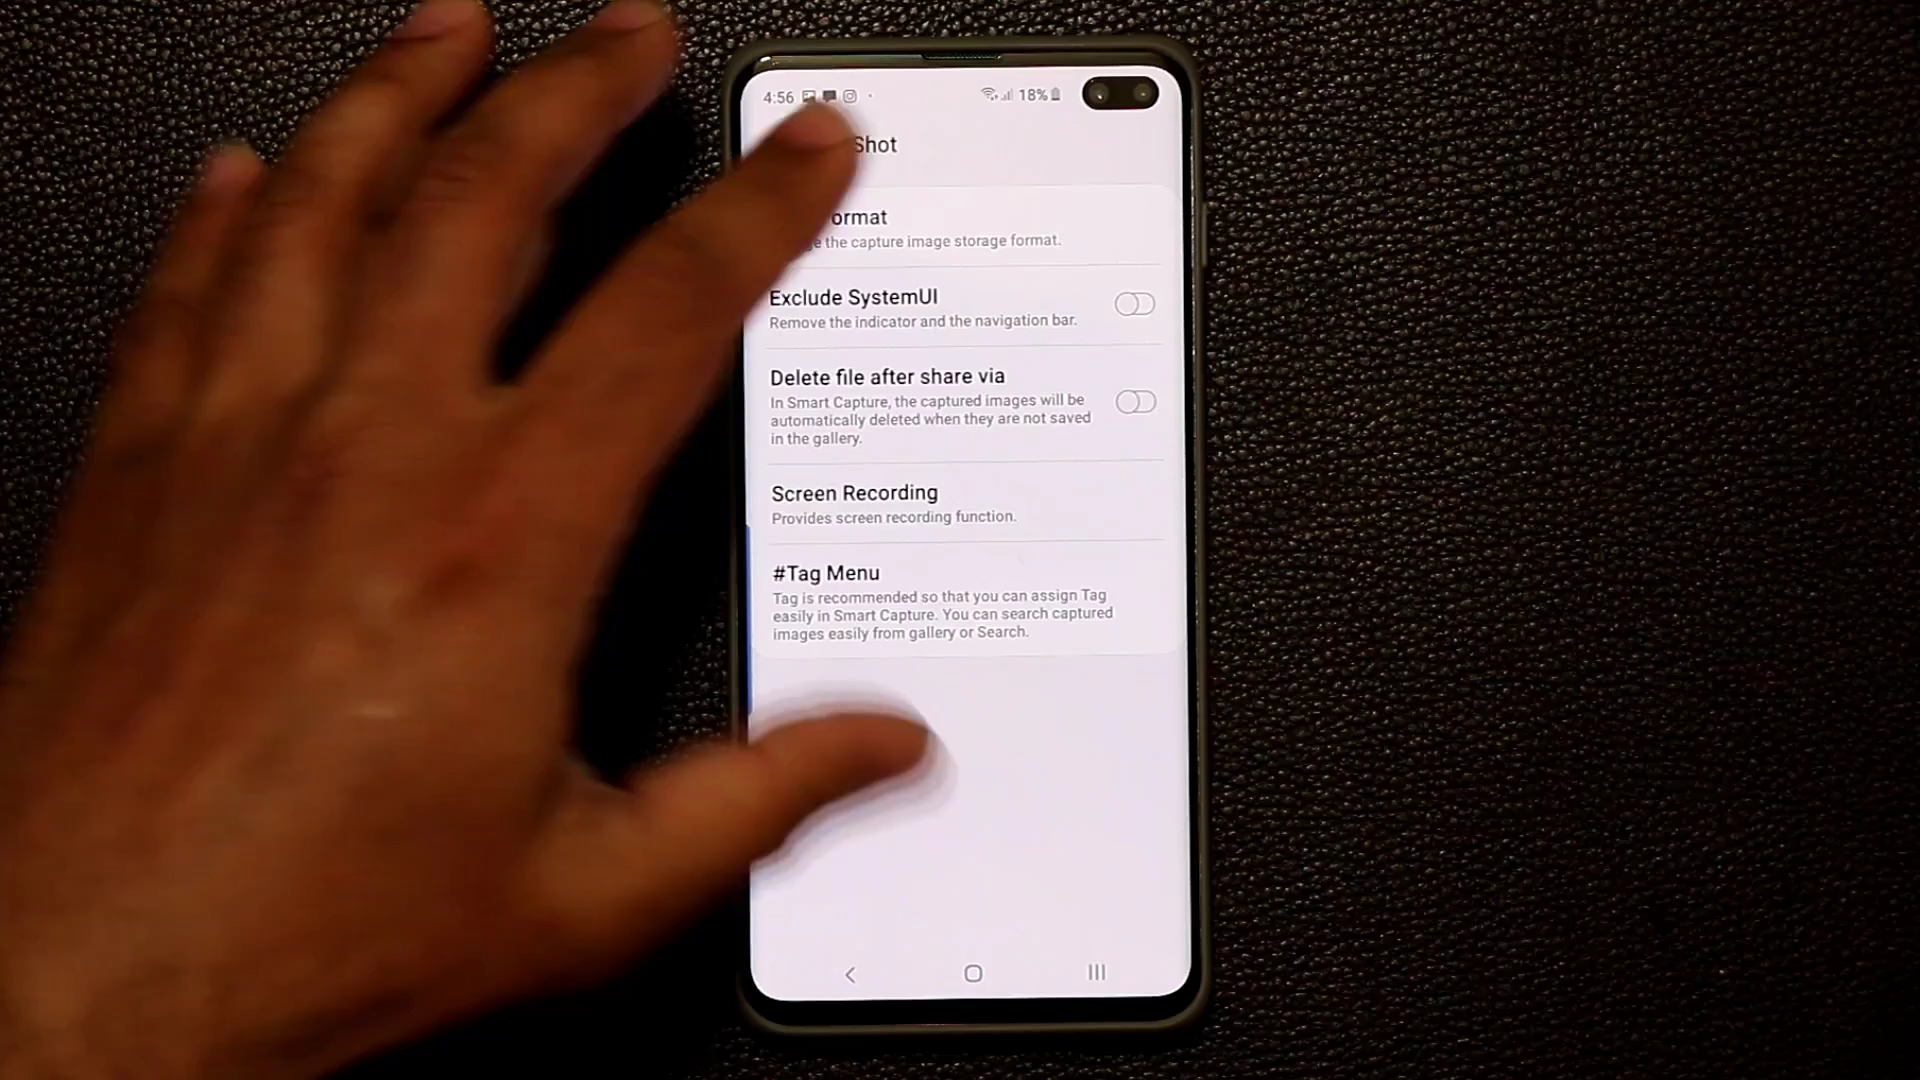 4:56 18%
Shot
ormat
the capture image storage format.
Exclude SystemUI
Remove the indicator and the navigation bar.
Delete file after share via
In Smart Capture, the captured images will be
automatically deleted when they are not saved
in the gallery.
Screen Recording
Provides screen recording function.
#Tag Menu
Tag is recommended so that you can assign Tag
easily in Smart Capture. You can search captured
images easily from gallery or Search.